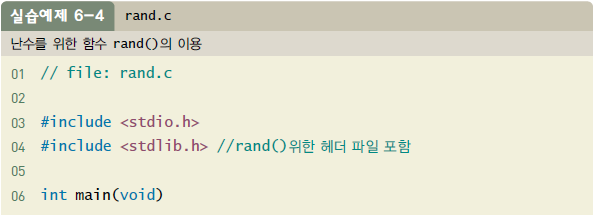 실습예제 6-4 rand.c
난수를 위한 함수 rand()의 이용
01 // file: rand.c
02
03 #include <stdio.h>
04 #include <stdlib.h> //rand()위한 헤더 파일 포함
05
06 int main(void)